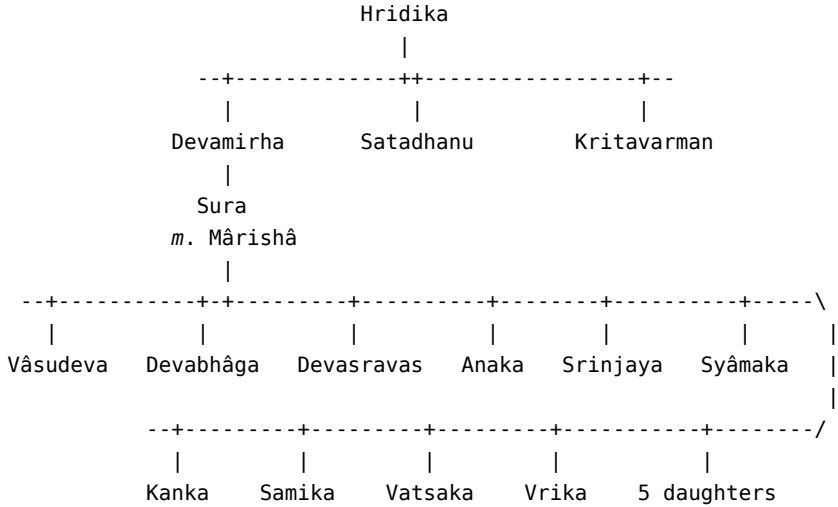 Hridika
Devamirha Satadhanu Kritavarman
Sura
m. Mârishâ
Vâsudeva Devabhâga Devasravas Anaka Srinjaya Syâmaka
Kanka Samika Vatsaka Vrika 5 daughters